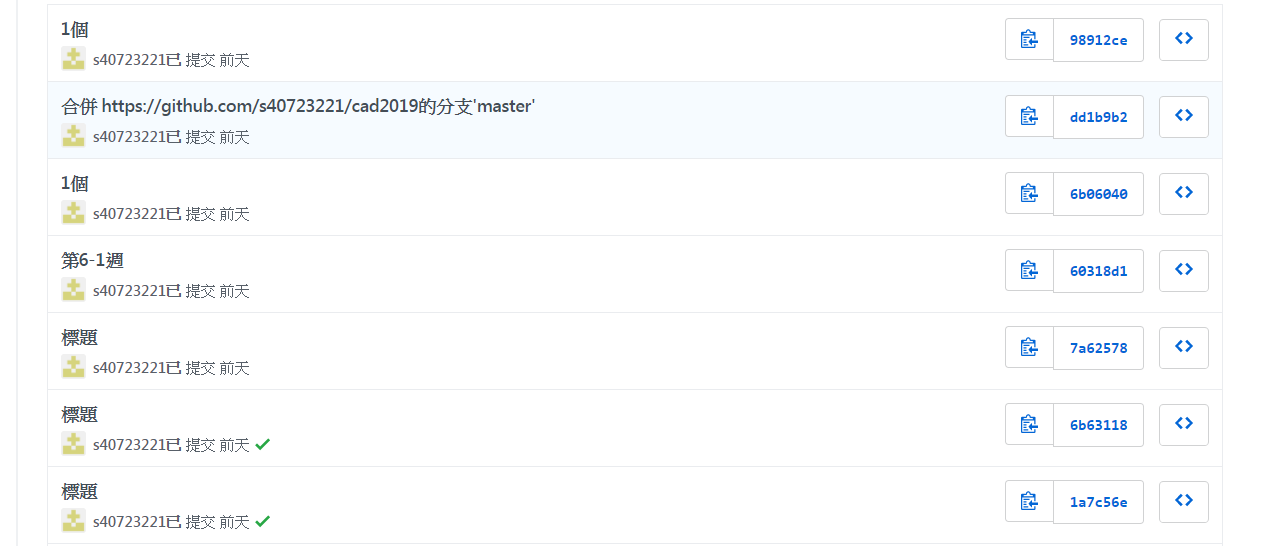 1個
s40723221已 提交 前天
98912ce
合併 https://github.com/s40723221/cad2019的分支'master'
s40723221已 提交 前天
dd1b9b2
1個
s40723221已 提交 前天
6b06040
第6-1週
s40723221已 提交 前天
60318d1
標題
s40723221已 提交 前天
7a62578
標題
s40723221已 提交 前天
6b63118
標題
s40723221已 提交 前天
1a7c56e